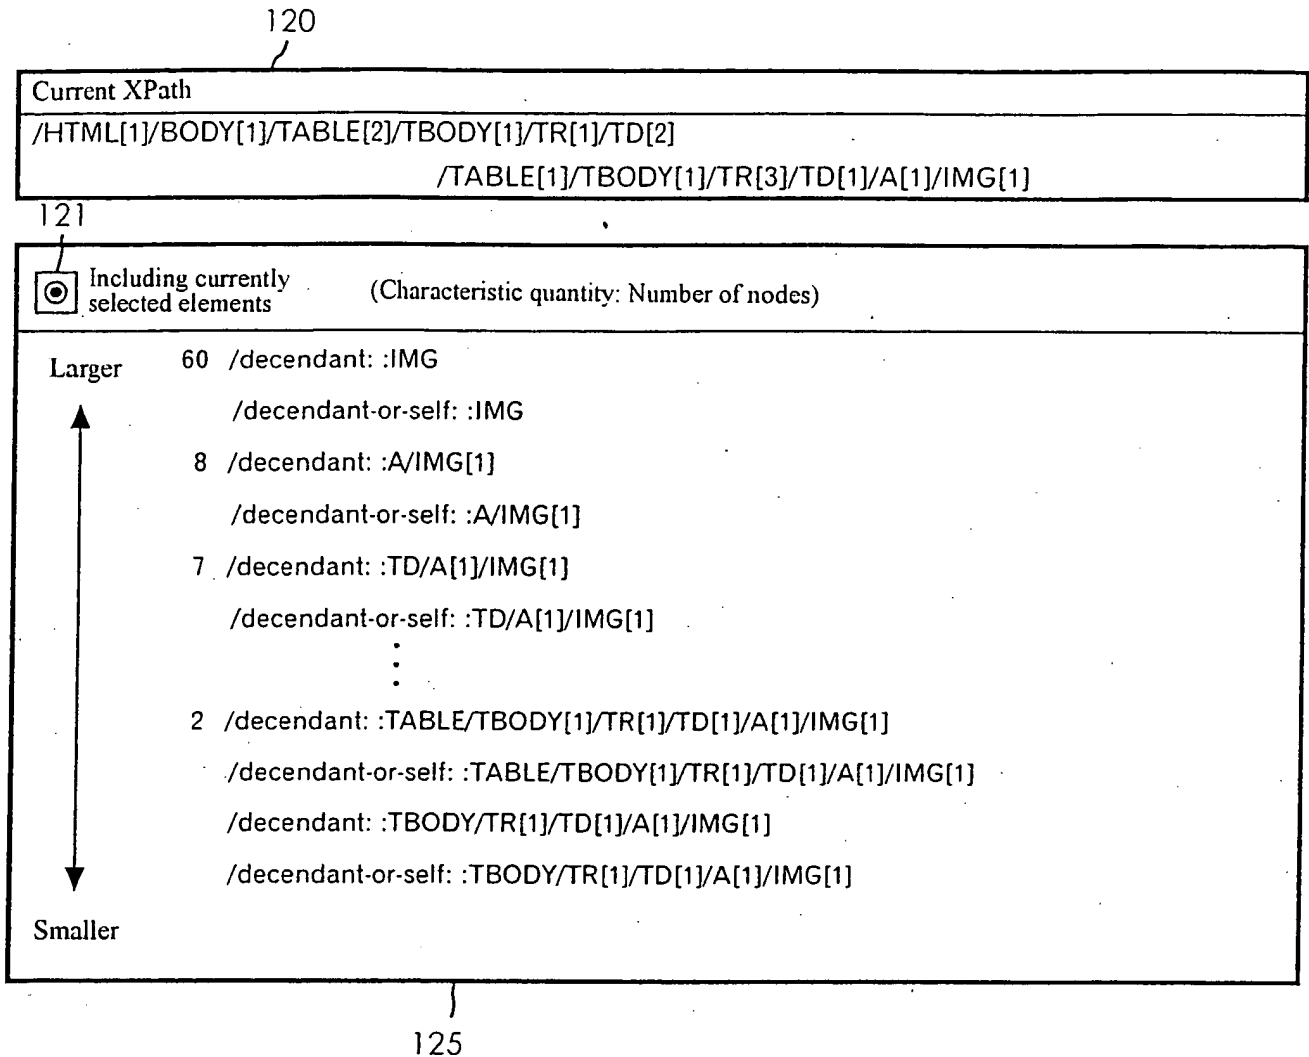 120
Current XPath
/HTML[1]/BODY[1]/TABLE[2]/TBODY[1]/TR[1]/TD[2]
/TABLE[1]/TBODY[1]/TR[3]/TD[1]/A[1]/IMG[1]
121
Including currently
selected elements
(Characteristic quantity: Number of nodes)
Larger
60 /decendant: :IMG
/decendant-or-self: :IMG
8 /decendant: :A/IMG[1]
/decendant-or-self: :A/IMG[1]
7 /decendant: :TD/A[1]/IMG[1]
/decendant-or-self: :TD/A[1]/IMG[1]
2 /decendant: :TABLE/TBODY[1]/TR[1]/TD[1]/A[1]/IMG[1]
/decendant-or-self: :TABLE/TBODY[1]/TR[1]/TD[1]/A[1]/IMG[1]
/decendant: :TBODY/TR[1]/TD[1]/A[1]/IMG[1]
/decendant-or-self: :TBODY/TR[1]/TD[1]/A[1]/IMG[1]
Smaller
125